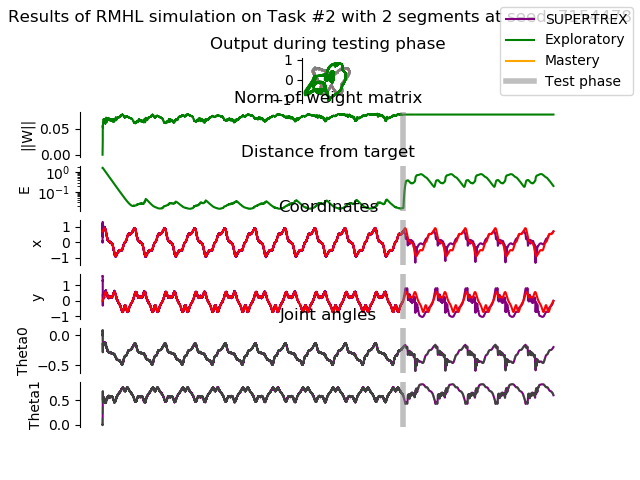 Results of RMHL simulation on Task #2 with 2 segments at seed 7154478
SUPERTREX
Exploratory
Mastery
Test phase
Output during testing phase
1
0
−1
Norm of weight matrix
||W||
0.05
0.00
Distance from target
E
10⁰
10⁻¹
Coordinates
x
1
0
−1
y
1
0
−1
Joint angles
Theta0
0.0
−0.5
Theta1
0.5
0.0